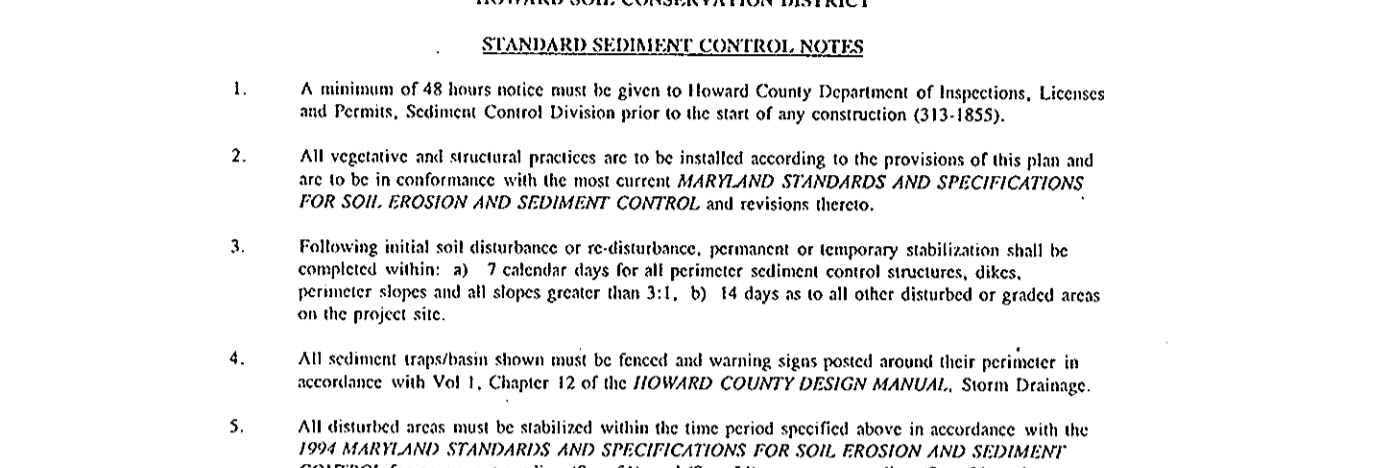 HOWARD SOIL CONSERVATION DISTRICT
STANDARD SEDIMENT CONTROL NOTES
1. A minimum of 48 hours notice must be given to Howard County Department of Inspections, Licenses
and Permits, Sediment Control Division prior to the start of any construction (313-1855).
2. All vegetative and structural practices are to be installed according to the provisions of this plan and
are to be in conformance with the most current MARYLAND STANDARDS AND SPECIFICATIONS
FOR SOIL EROSION AND SEDIMENT CONTROL and revisions thereto.
3. Following initial soil disturbance or re-disturbance, permanent or temporary stabilization shall be
completed within: a) 7 calendar days for all perimeter sediment control structures, dikes,
perimeter slopes and all slopes greater than 3:1, b) 14 days as to all other disturbed or graded areas
on the project site.
4. All sediment traps/basin shown must be fenced and warning signs posted around their perimeter in
accordance with Vol 1, Chapter 12 of the HOWARD COUNTY DESIGN MANUAL, Storm Drainage.
5. All disturbed areas must be stabilized within the time period specified above in accordance with the
1994 MARYLAND STANDARDS AND SPECIFICATIONS FOR SOIL EROSION AND SEDIMENT